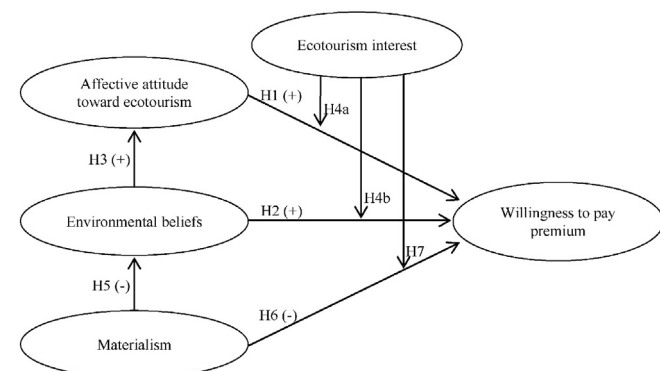 Ecotourism interest
Affective attitude
toward ecotourism
H1 (+)
H4a
H3 (+)
H4b
Environmental beliefs
H2 (+)
Willingness to pay
premium
H7
H5 (-)
H6 (-)
Materialism